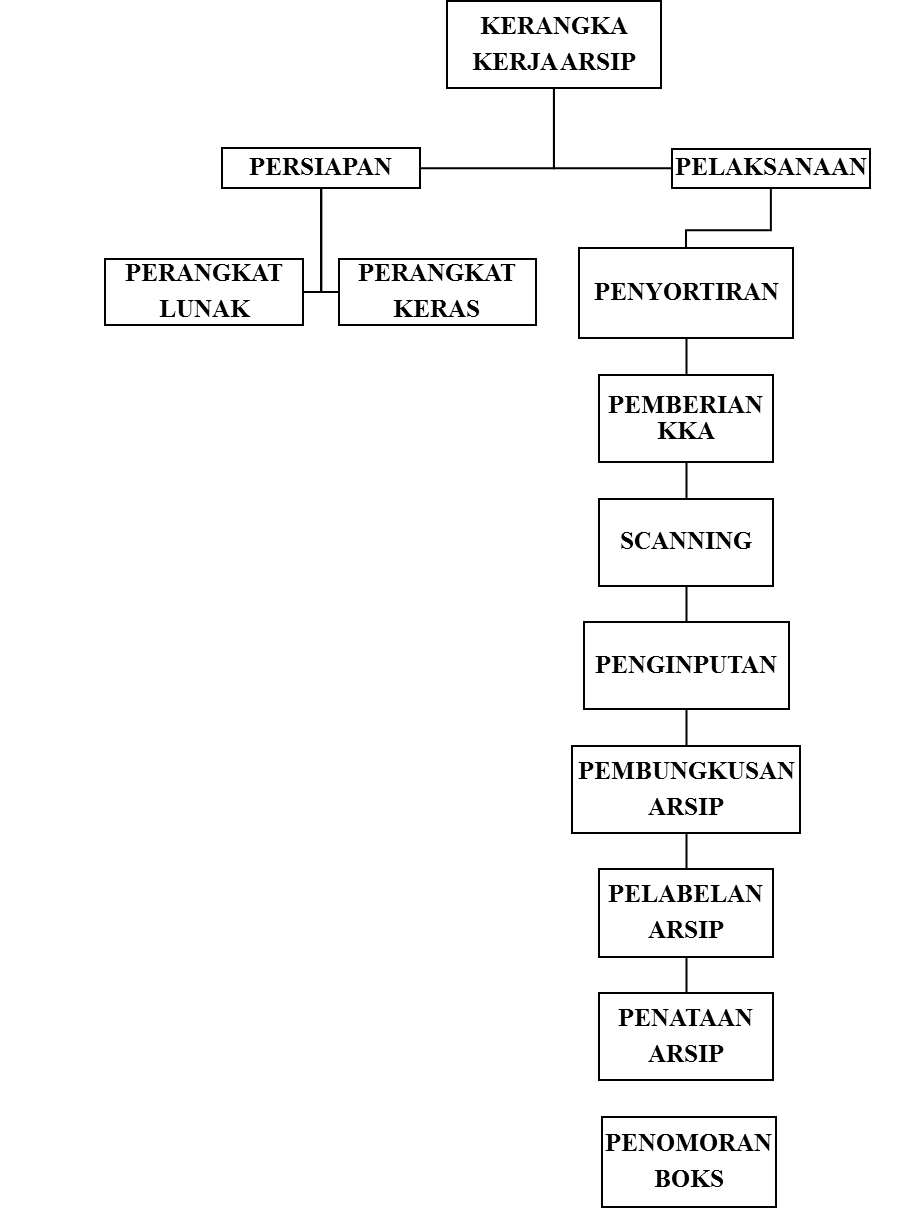 KERANGKA
KERJA ARSIP
PERSIAPAN
PELAKSANAAN
PERANGKAT
LUNAK
PERANGKAT
KERAS
PENYORTIRAN
PEMBERIAN
KKA
SCANNING
PENGINPUTAN
PEMBUNGKUSAN
ARSIP
PELABELAN
ARSIP
PENATAAN
ARSIP
PENOMORAN
BOKS